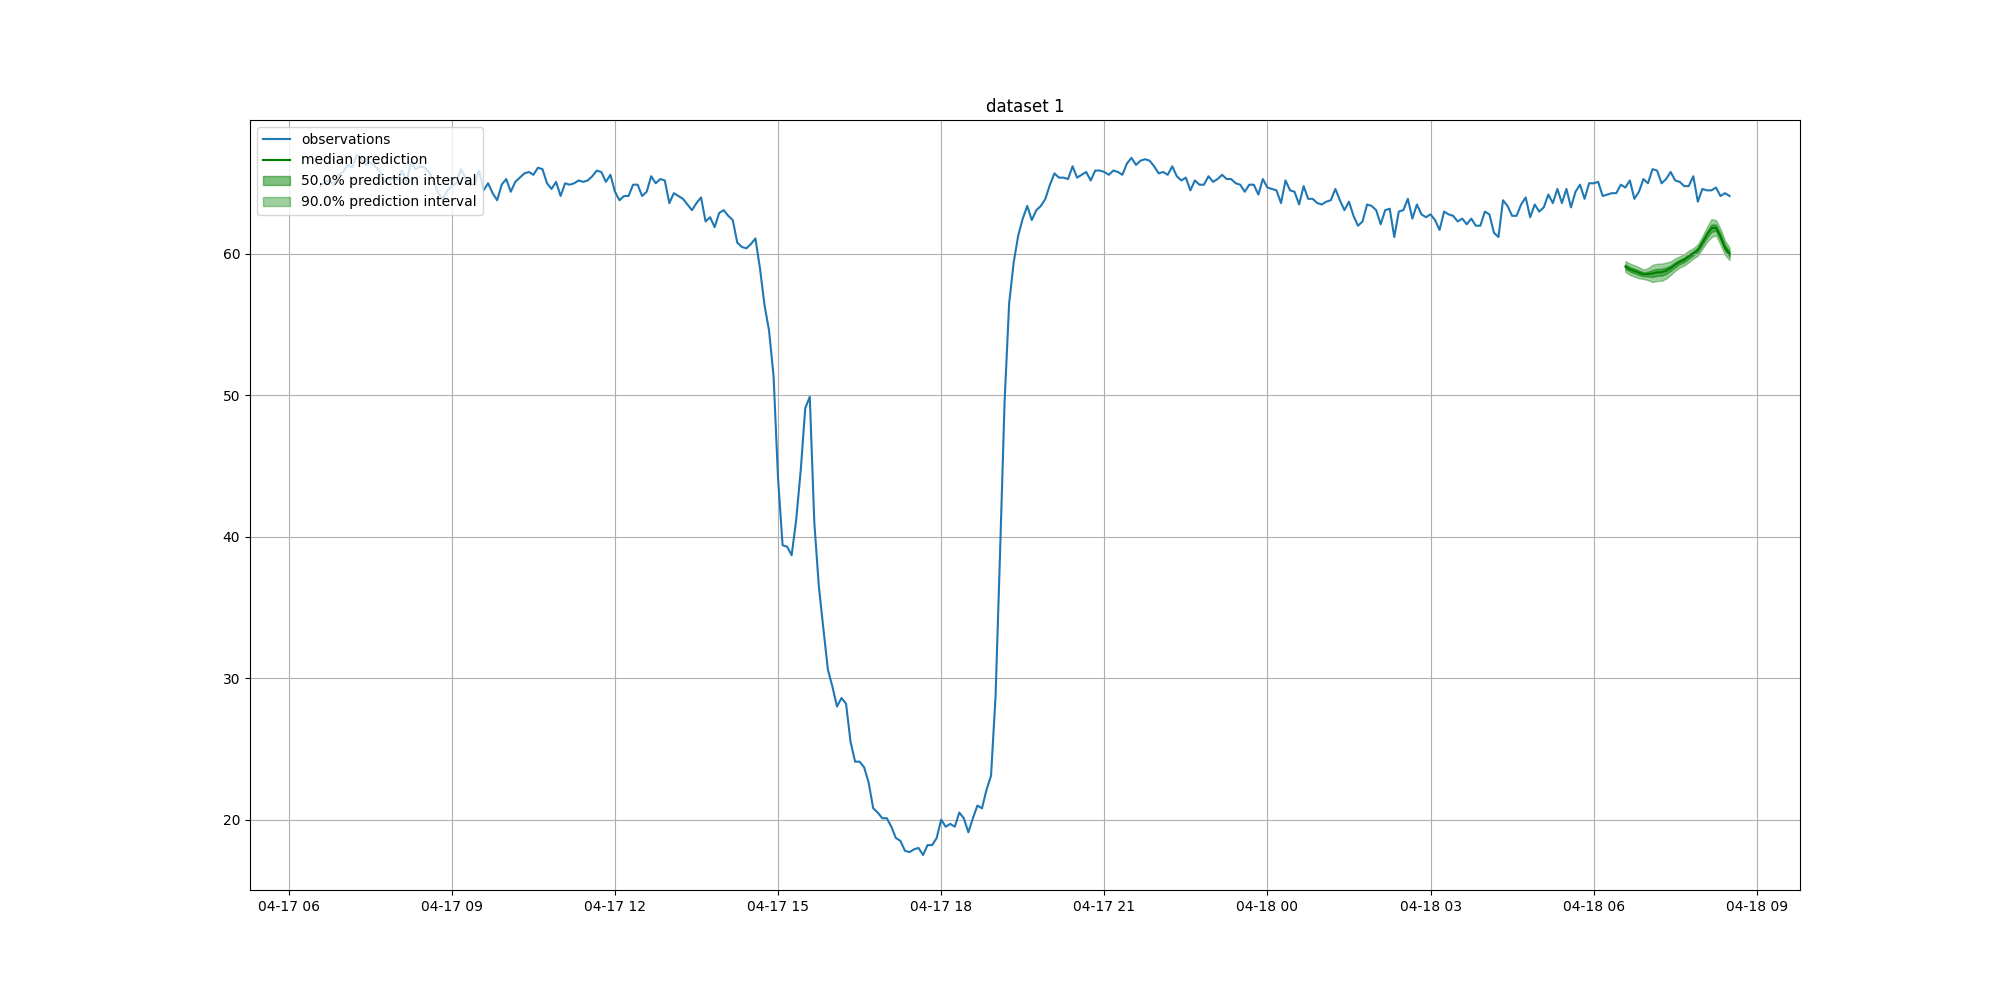 dataset 1
observations
median prediction
50.0% prediction interval
90.0% prediction interval
60
50
40
30
20
04-17 06 04-17 09 04-17 12 04-17 15 04-17 18 04-17 21 04-18 00 04-18 03 04-18 06 04-18 09